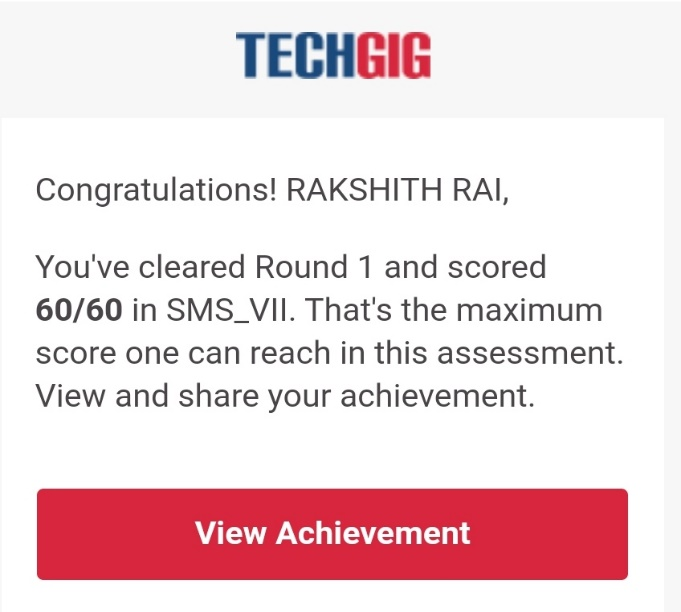 TECHGIG
Congratulations! RAKSHITH RAI,
You've cleared Round 1 and scored
60/60 in SMS_VII. That's the maximum
score one can reach in this assessment.
View and share your achievement.
View Achievement